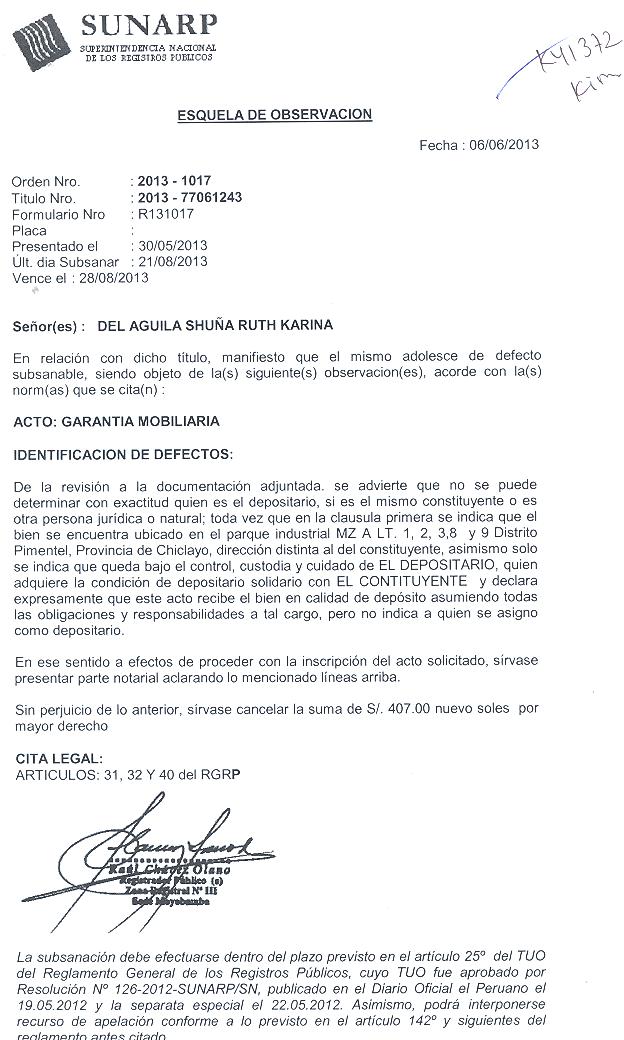 SUNARP
SUPERINTENDENCIA NACIONAL
DE LOS REGISTROS PUBLICOS
K41372
Kim
ESQUELA DE OBSERVACION
Fecha : 06/06/2013
Orden Nro. : 2013 - 1017
Titulo Nro. : 2013 - 77061243
Formulario Nro : R131017
Placa :
Presentado el : 30/05/2013
Últ. dia Subsanar : 21/08/2013
Vence el : 28/08/2013
Señor(es) : DEL AGUILA SHUÑA RUTH KARINA
En relación con dicho título, manifiesto que el mismo adolesce de defecto
subsanable, siendo objeto de la(s) siguiente(s) observacion(es), acorde con la(s)
norm(as) que se cita(n) :
ACTO: GARANTIA MOBILIARIA
IDENTIFICACION DE DEFECTOS:
De la revisión a la documentación adjuntada. se advierte que no se puede
determinar con exactitud quien es el depositario, si es el mismo constituyente o es
otra persona jurídica o natural; toda vez que en la clausula primera se indica que el
bien se encuentra ubicado en el parque industrial MZ A LT. 1, 2, 3,8 y 9 Distrito
Pimentel, Provincia de Chiclayo, dirección distinta al del constituyente, asimismo solo
se indica que queda bajo el control, custodia y cuidado de EL DEPOSITARIO, quien
adquiere la condición de depositario solidario con EL CONTITUYENTE y declara
expresamente que este acto recibe el bien en calidad de depósito asumiendo todas
las obligaciones y responsabilidades a tal cargo, pero no indica a quien se asigno
como depositario.
En ese sentido a efectos de proceder con la inscripción del acto solicitado, sírvase
presentar parte notarial aclarando lo mencionado líneas arriba.
Sin perjuicio de lo anterior, sírvase cancelar la suma de S/. 407.00 nuevo soles por
mayor derecho
CITA LEGAL:
ARTICULOS: 31, 32 Y 40 del RGRP
Raúl Chávez Olano
Registrador Público (e)
Zona Registral Nº III
Sede Moyobamba
La subsanación debe efectuarse dentro del plazo previsto en el artículo 25º del TUO
del Reglamento General de los Registros Públicos, cuyo TUO fue aprobado por
Resolución Nº 126-2012-SUNARP/SN, publicado en el Diario Oficial el Peruano el
19.05.2012 y la separata especial el 22.05.2012. Asimismo, podrá interponerse
recurso de apelación conforme a lo previsto en el artículo 142º y siguientes del
reglamento antes citado